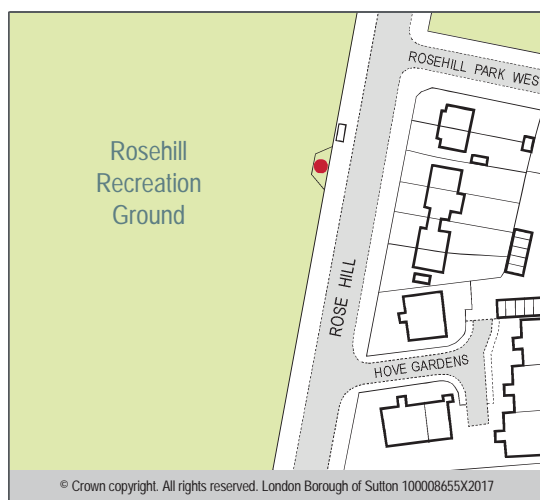 ROSEHILL PARK WES
Rosehill
Recreation
Ground
ROSE HILL
HOVE GARDENS
© Crown copyright. All rights reserved. London Borough of Sutton 100008655X2017